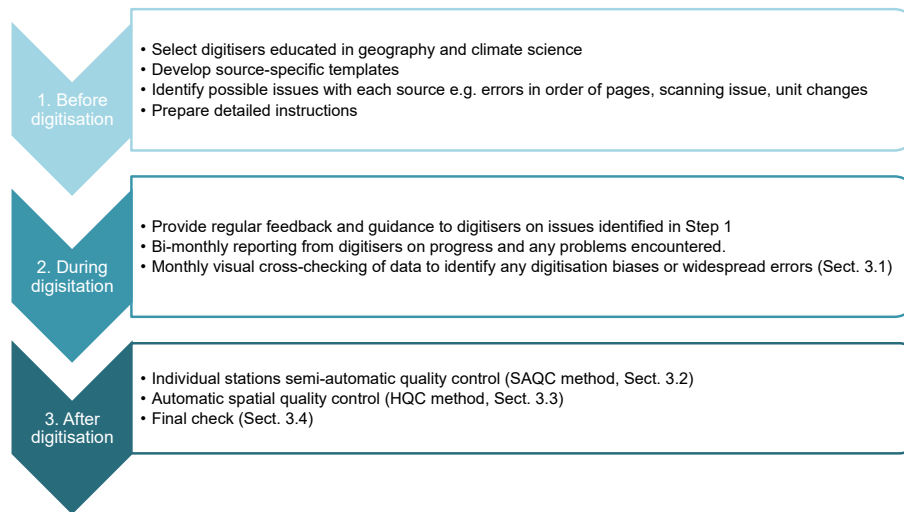 1. Before
digitisation
• Select digitisers educated in geography and climate science
• Develop source-specific templates
• Identify possible issues with each source e.g. errors in order of pages, scanning issue, unit changes
• Prepare detailed instructions
2. During
digisitation
• Provide regular feedback and guidance to digitisers on issues identified in Step 1
• Bi-monthly reporting from digitisers on progress and any problems encountered.
• Monthly visual cross-checking of data to identify any digitisation biases or widespread errors (Sect. 3.1)
3. After
digitisation
• Individual stations semi-automatic quality control (SAQC method, Sect. 3.2)
• Automatic spatial quality control (HQC method, Sect. 3.3)
• Final check (Sect. 3.4)